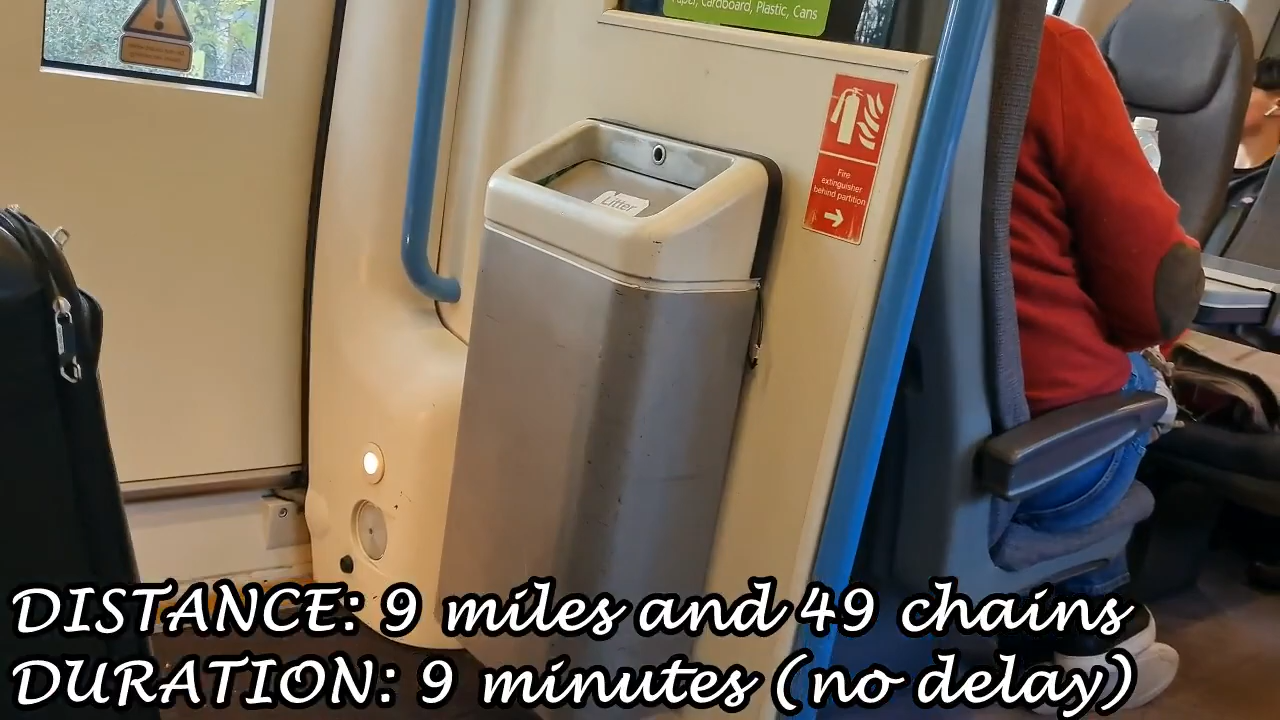 Paper, Cardboard, Plastic, Cans
Litter
Fire
extinguisher
behind partition
DISTANCE: 9 miles and 49 chains
DURATION: 9 minutes (no delay)